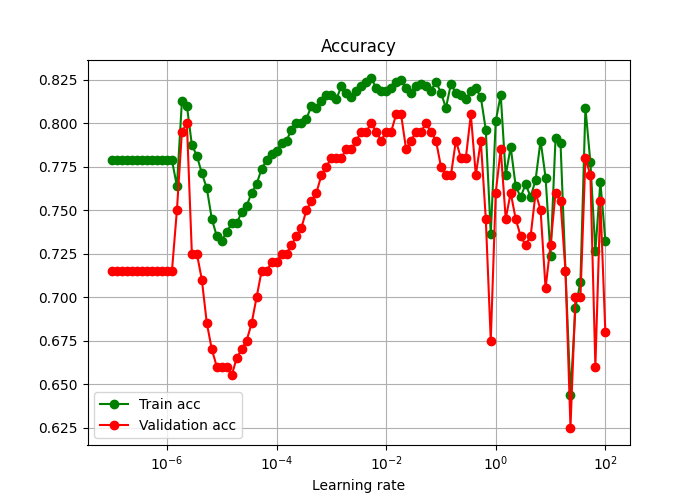 Accuracy
0.825
0.800
0.775
0.750
0.725
0.700
0.675
0.650
0.625
Train acc
Validation acc
10⁻⁶ 10⁻⁴ 10⁻² 10⁰ 10²
Learning rate